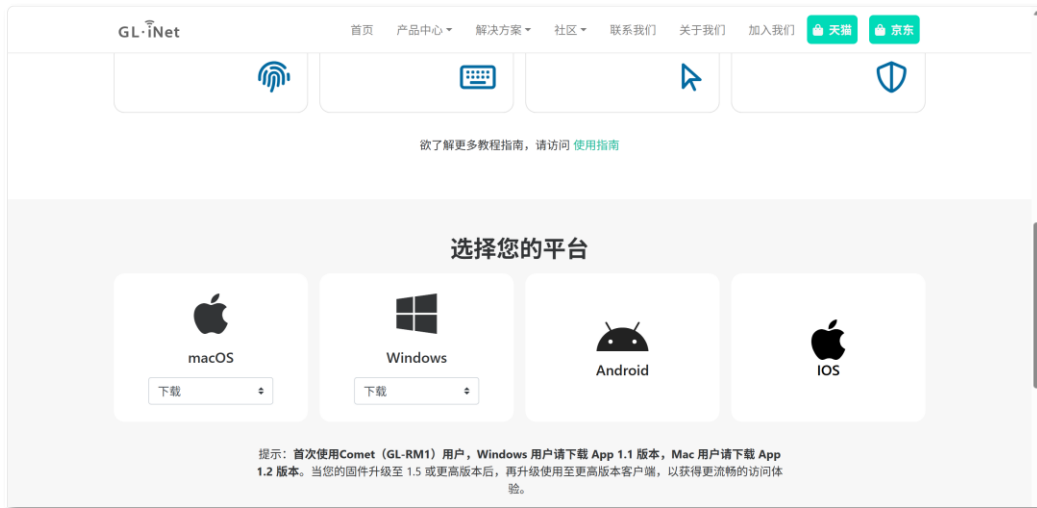 GL·iNet
首页 产品中心 解决方案 社区 联系我们 关于我们 加入我们 天猫 京东
欲了解更多教程指南，请访问 使用指南
选择您的平台
macOS
下载
Windows
下载
Android
IOS
提示：首次使用Comet（GL-RM1）用户，Windows 用户请下载 App 1.1 版本，Mac 用户请下载 App
1.2 版本。当您的固件升级至 1.5 或更高版本后，再升级使用至更高版本客户端，以获得更流畅的访问体
验。